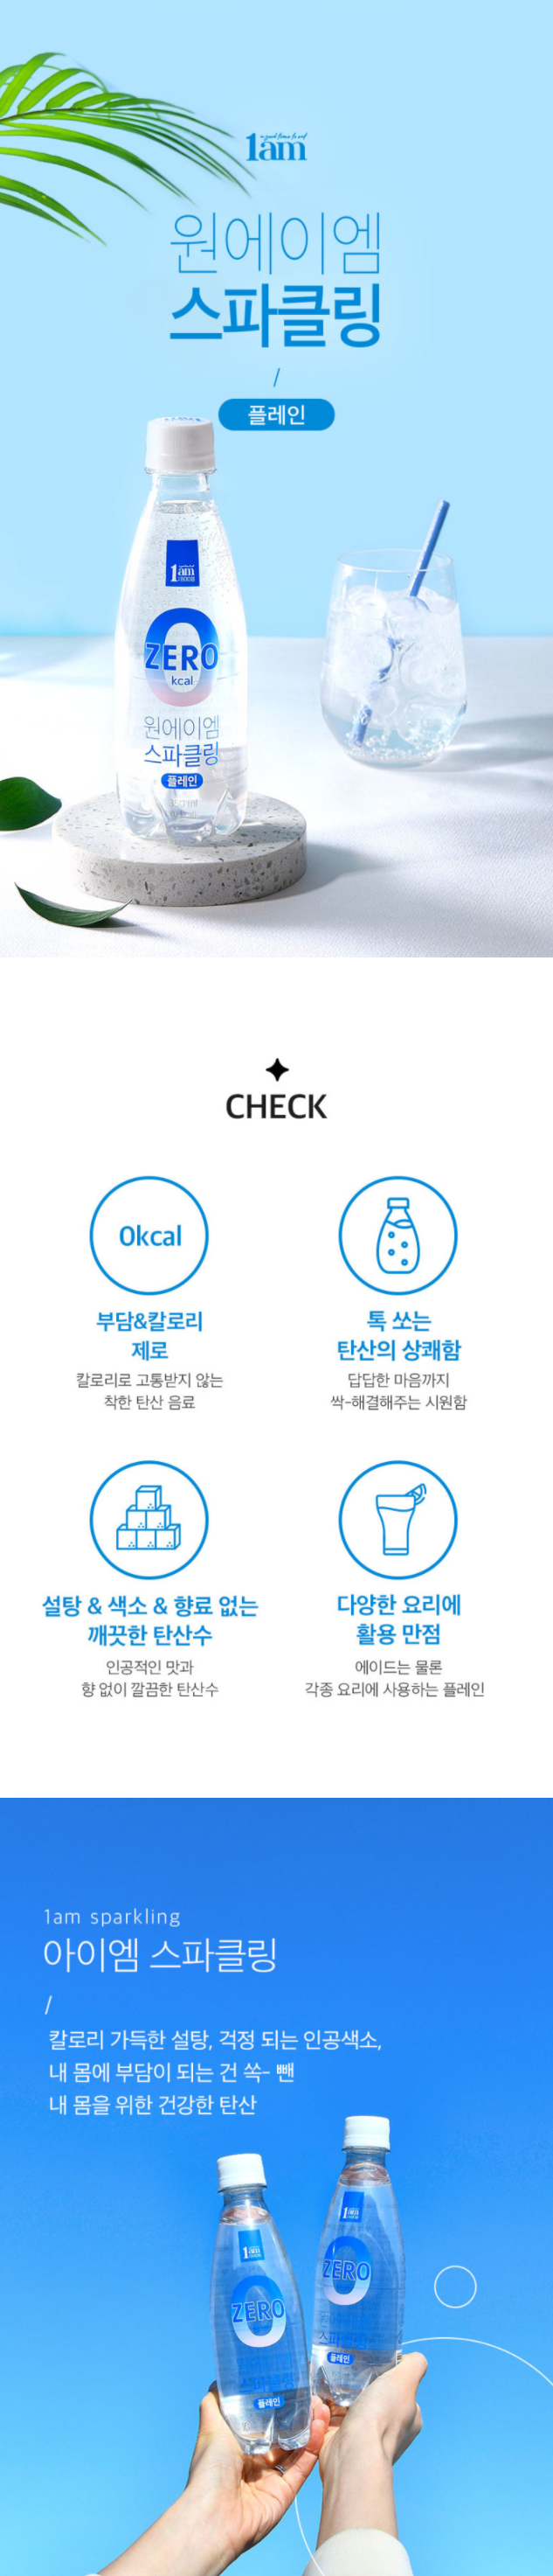 a good time to eat
1am
원에이엠
스파클링
/
플레인
1am
ZERO
kcal
원에이엠
스파클링
플레인
CHECK
0kcal
부담&칼로리
제로
칼로리로 고통받지 않는
착한 탄산 음료
톡 쏘는
탄산의 상쾌함
답답한 마음까지
싹-해결해주는 시원함
설탕 & 색소 & 향료 없는
깨끗한 탄산수
인공적인 맛과
향 없이 깔끔한 탄산수
다양한 요리에
활용 만점
에이드는 물론
각종 요리에 사용하는 플레인
1am sparkling
아이엠 스파클링
/
칼로리 가득한 설탕, 걱정 되는 인공색소,
내 몸에 부담이 되는 건 쏙- 뺀
내 몸을 위한 건강한 탄산
1am
ZERO
플레인
1am
ZERO
플레인